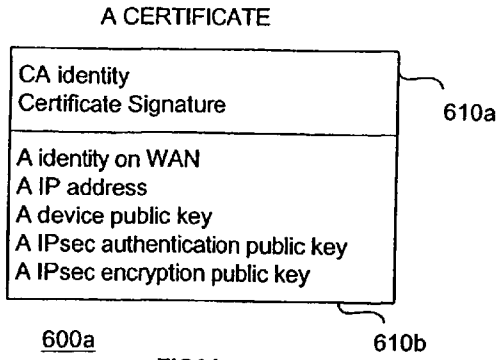 A CERTIFICATE
CA identity
Certificate Signature
610a
A identity on WAN
A IP address
A device public key
A IPsec authentication public key
A IPsec encryption public key
600a
610b